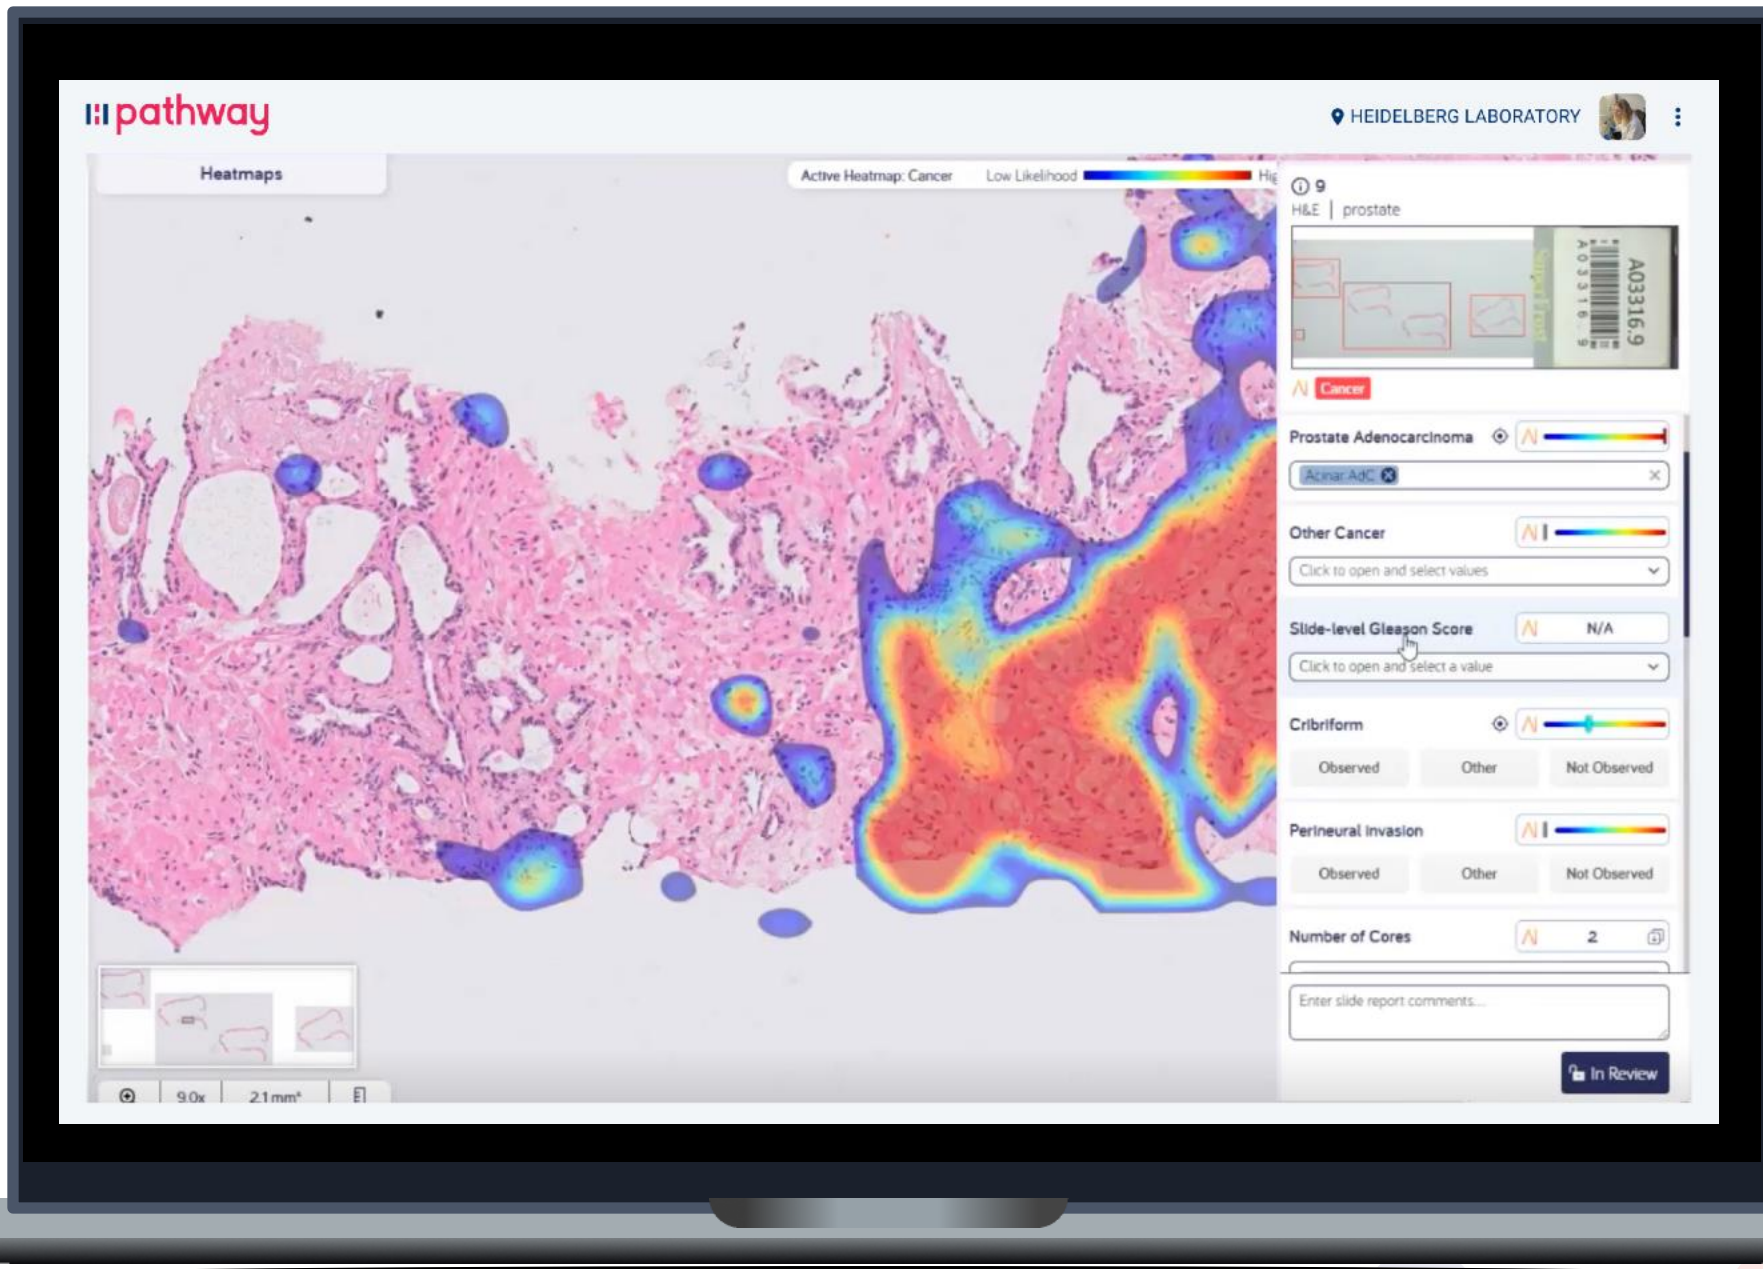 pathway
HEIDELBERG LABORATORY
Heatmaps
Active Heatmap: Cancer
Low Likelihood
9
H&E | prostate
A03316.9
A03316.9
Cancer
Prostate Adenocarcinoma
Acinar AdC
Other Cancer
Click to open and select values
Slide-level Gleason Score
N/A
Click to open and select a value
Cribriform
Observed
Other
Not Observed
Perineural Invasion
Observed
Other
Not Observed
Number of Cores
2
Enter slide report comments...
In Review
9.0x
2.1 mm²